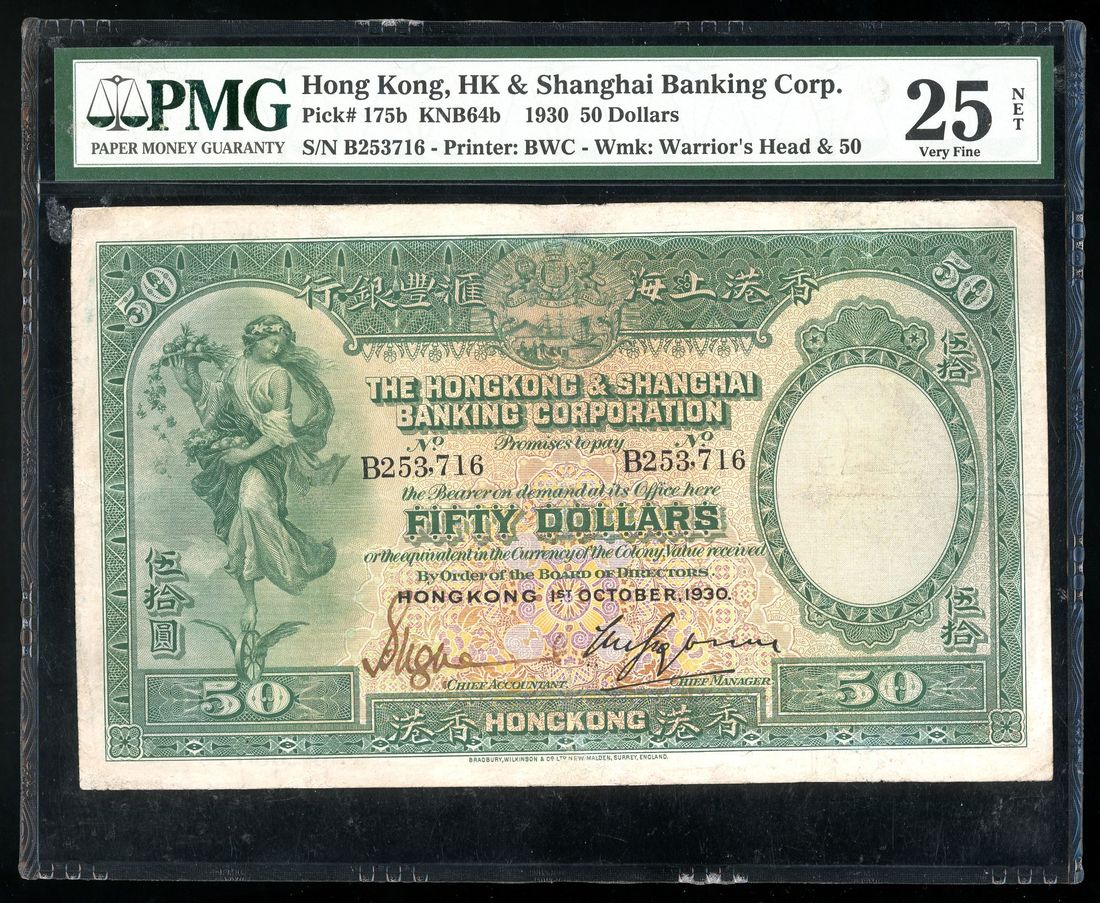 PMG
PAPER MONEY GUARANTY
Hong Kong, HK & Shanghai Banking Corp.
Pick# 175b KNB64b 1930 50 Dollars
S/N B253716 - Printer: BWC - Wmk: Warrior's Head & 50
25
NET
Very Fine
50
50
行銀豐滙 海上港香
伍拾
THE HONGKONG & SHANGHAI
BANKING CORPORATION
No Promises to pay No
B253,716 B253,716
the Bearer on demand at its Office here
FIFTY DOLLARS
or the equivalent in the Currency of the Colony, Value received
By Order of the BOARD OF DIRECTORS.
HONGKONG 1ST OCTOBER, 1930.
伍拾圓
伍拾
CHIEF ACCOUNTANT. CHIEF MANAGER
50
50
港香 HONGKONG 港香
BRADBURY, WILKINSON & Co LTD NEW MALDEN, SURREY, ENGLAND.